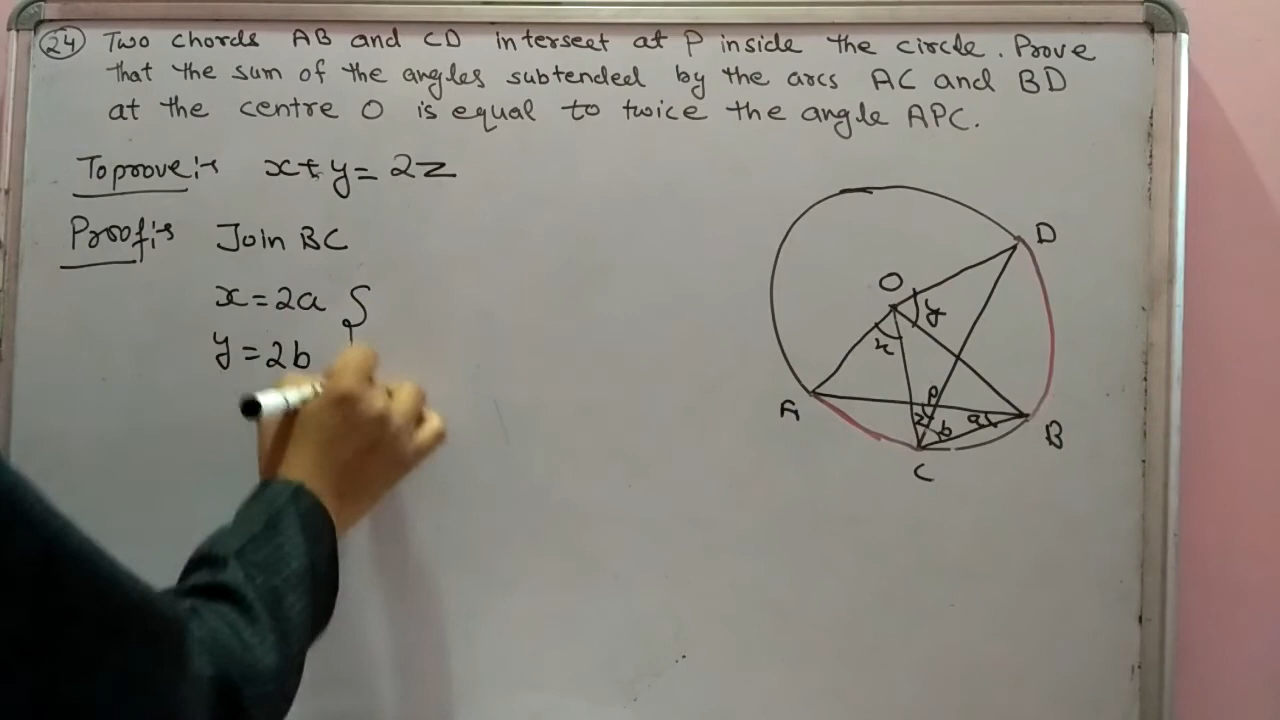 24 Two chords AB and CD intersect at P inside the circle. Prove
that the sum of the angles subtended by the arcs AC and BD
at the centre O is equal to twice the angle APC.
To prove:- x+y=2z
Proof:- Join BC
x=2a
y=2b
D
O
y
x
A
P
z
b
a
B
C